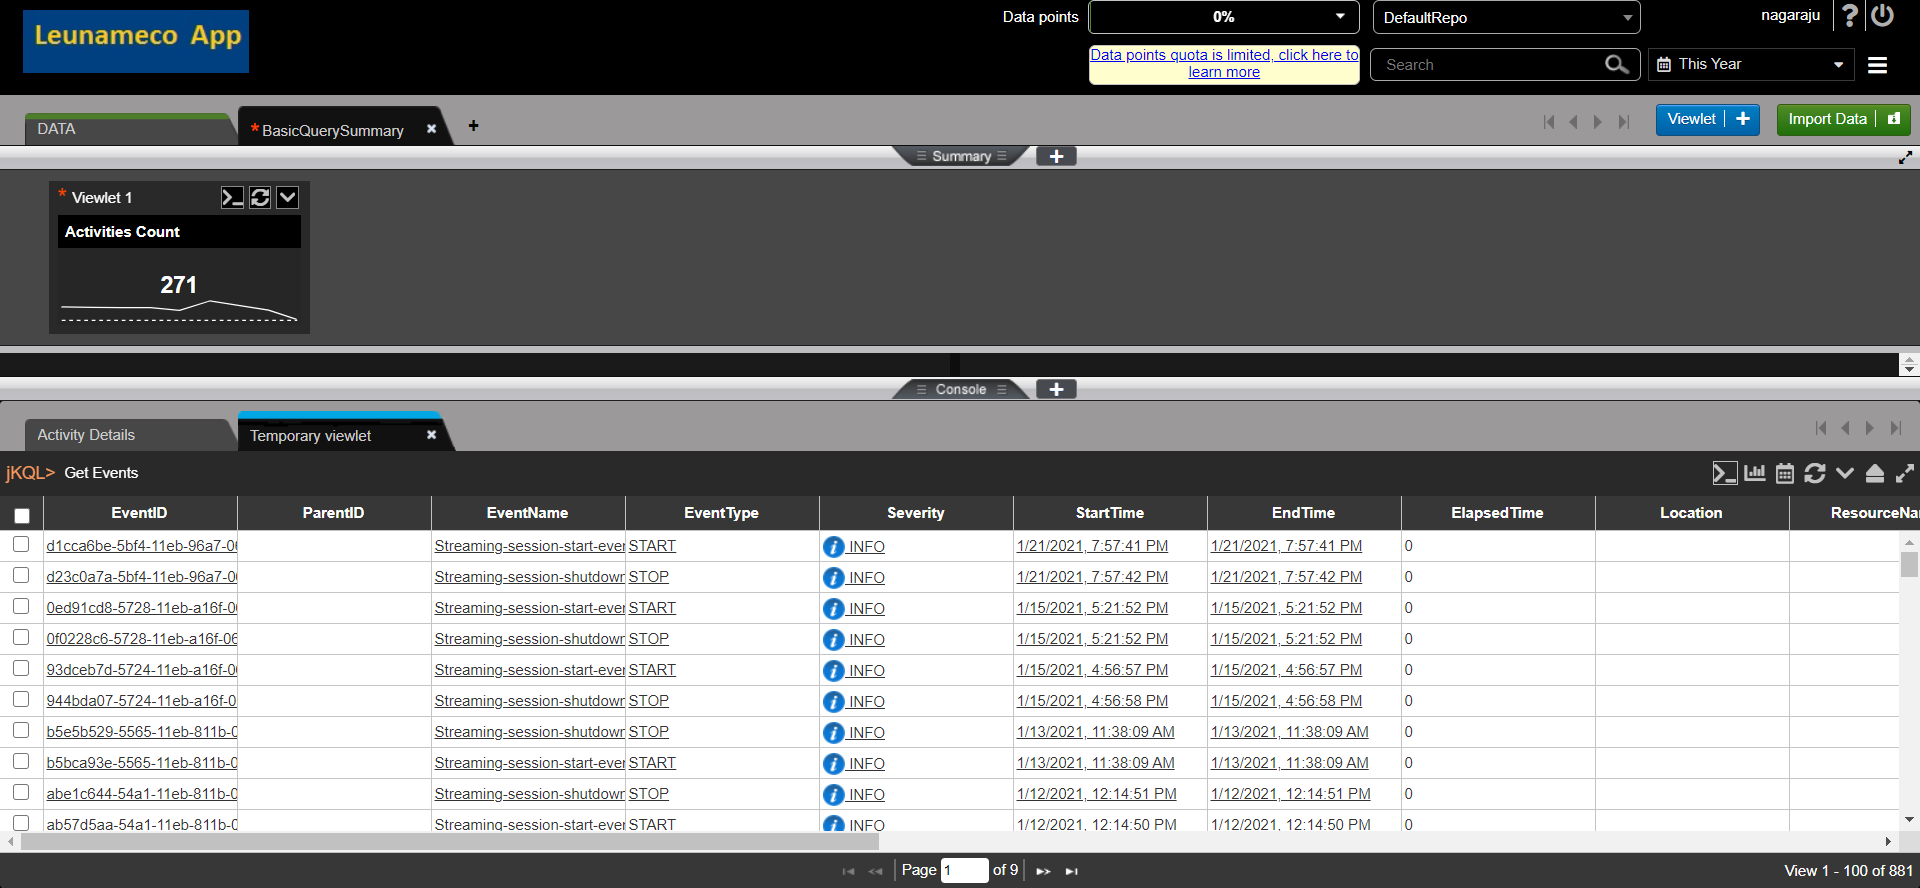 Leunameco App
Data points
0%
DefaultRepo
nagaraju
?
Data points quota is limited, click here to
learn more
Search
This Year
DATA
*BasicQuerySummary
Viewlet
Import Data
Summary
* Viewlet 1
Activities Count
271
Console
Activity Details
Temporary viewlet
jKQL> Get Events
EventID ParentID EventName EventType Severity StartTime EndTime ElapsedTime Location ResourceNa
d1cca6be-5bf4-11eb-96a7-0 Streaming-session-start-eve START INFO 1/21/2021, 7:57:41 PM 1/21/2021, 7:57:41 PM 0
d23c0a7a-5bf4-11eb-96a7-0 Streaming-session-shutdown STOP INFO 1/21/2021, 7:57:42 PM 1/21/2021, 7:57:42 PM 0
0ed91cd8-5728-11eb-a16f-0 Streaming-session-start-eve START INFO 1/15/2021, 5:21:52 PM 1/15/2021, 5:21:52 PM 0
0f0228c6-5728-11eb-a16f-06 Streaming-session-shutdown STOP INFO 1/15/2021, 5:21:52 PM 1/15/2021, 5:21:52 PM 0
93dceb7d-5724-11eb-a16f-0 Streaming-session-start-eve START INFO 1/15/2021, 4:56:57 PM 1/15/2021, 4:56:57 PM 0
944bda07-5724-11eb-a16f-0 Streaming-session-shutdown STOP INFO 1/15/2021, 4:56:58 PM 1/15/2021, 4:56:58 PM 0
b5e5b529-5565-11eb-811b-0 Streaming-session-shutdown STOP INFO 1/13/2021, 11:38:09 AM 1/13/2021, 11:38:09 AM 0
b5bca93e-5565-11eb-811b-0 Streaming-session-start-eve START INFO 1/13/2021, 11:38:09 AM 1/13/2021, 11:38:09 AM 0
abe1c644-54a1-11eb-811b-0 Streaming-session-shutdown STOP INFO 1/12/2021, 12:14:51 PM 1/12/2021, 12:14:51 PM 0
ab57d5aa-54a1-11eb-811b-0 Streaming-session-start-eve START INFO 1/12/2021, 12:14:50 PM 1/12/2021, 12:14:50 PM 0
Page 1 of 9
View 1 - 100 of 881